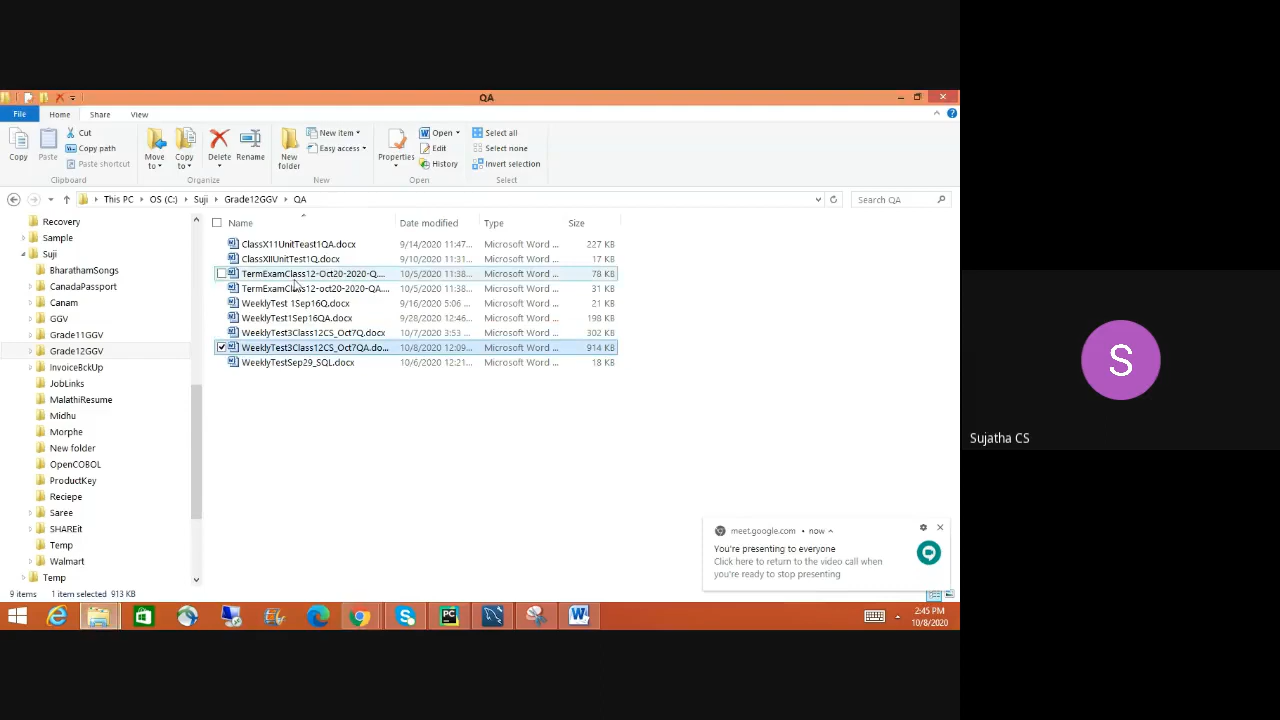 QA
File Home Share View
Copy Paste Cut Copy path Paste shortcut Move to Copy to Delete Rename New folder New item Easy access Properties Open Edit History Select all Select none Invert selection
Clipboard Organize New Open Select
This PC OS (C:) Suji Grade12GGV QA Search QA
Name Date modified Type Size
Recovery
Sample
Suji
BharathamSongs
CanadaPassport
Canam
GGV
Grade11GGV
Grade12GGV
InvoiceBckUp
JobLinks
MalathiResume
Midhu
Morphe
New folder
OpenCOBOL
ProductKey
Reciepe
Saree
SHAREit
Temp
Walmart
Temp
ClassX11UnitTeast1QA.docx 9/14/2020 11:47... Microsoft Word ... 227 KB
ClassXIIUnitTest1Q.docx 9/10/2020 11:31... Microsoft Word ... 17 KB
TermExamClass12-Oct20-2020-Q.... 10/5/2020 11:38... Microsoft Word ... 78 KB
TermExamClass12-oct20-2020-QA.... 10/5/2020 11:38... Microsoft Word ... 31 KB
WeeklyTest 1Sep16Q.docx 9/16/2020 5:06 ... Microsoft Word ... 21 KB
WeeklyTest1Sep16QA.docx 9/28/2020 12:46... Microsoft Word ... 198 KB
WeeklyTest3Class12CS_Oct7Q.docx 10/7/2020 3:53 ... Microsoft Word ... 302 KB
WeeklyTest3Class12CS_Oct7QA.do... 10/8/2020 12:09... Microsoft Word ... 914 KB
WeeklyTestSep29_SQL.docx 10/6/2020 12:21... Microsoft Word ... 18 KB
meet.google.com • now
You're presenting to everyone
Click here to return to the video call when
you're ready to stop presenting
9 items 1 item selected 913 KB
2:45 PM
10/8/2020
S
Sujatha CS